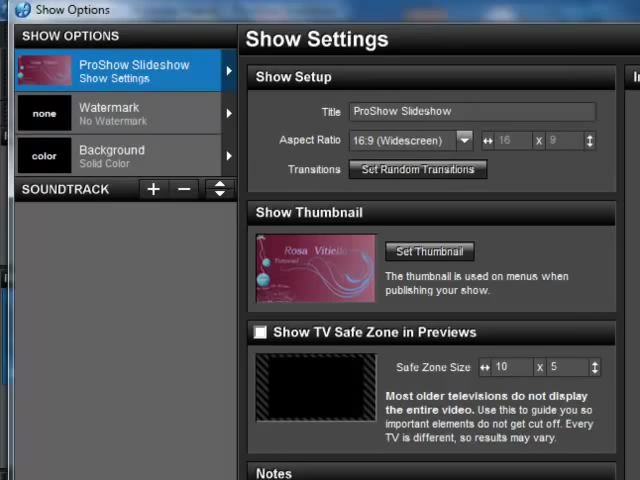 Show Options
SHOW OPTIONS
ProShow Slideshow
Show Settings
none
Watermark
No Watermark
color
Background
Solid Color
SOUNDTRACK
Show Settings
Show Setup
Title
ProShow Slideshow
Aspect Ratio
16:9 (Widescreen)
16 x 9
Transitions
Set Random Transitions
Show Thumbnail
Rosa Vitiello
Tutorial
Set Thumbnail
The thumbnail is used on menus when
publishing your show.
Show TV Safe Zone in Previews
Safe Zone Size
10 x 5
Most older televisions do not display
the entire video. Use this to guide you so
important elements do not get cut off. Every
TV is different, so results may vary.
Notes